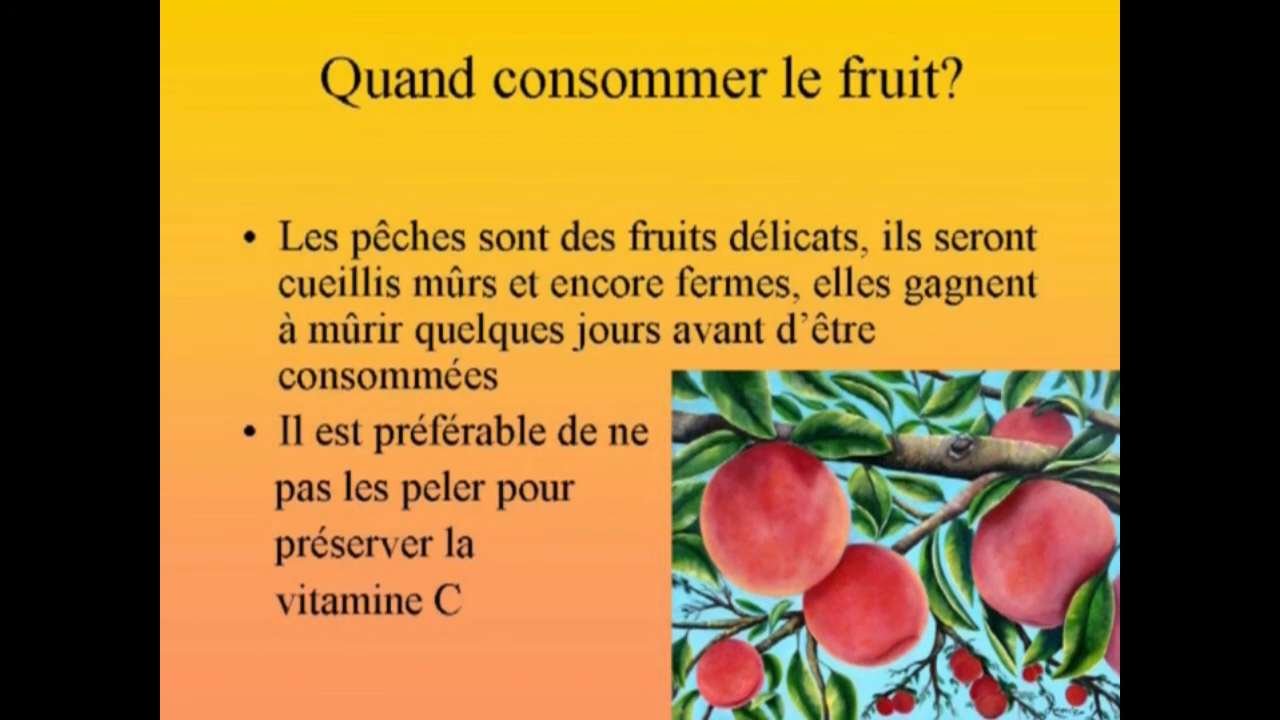 Quand consommer le fruit?
• Les pêches sont des fruits délicats, ils seront
cueillis mûrs et encore fermes, elles gagnent
à mûrir quelques jours avant d’être
consommées
• Il est préférable de ne
pas les peler pour
préserver la
vitamine C